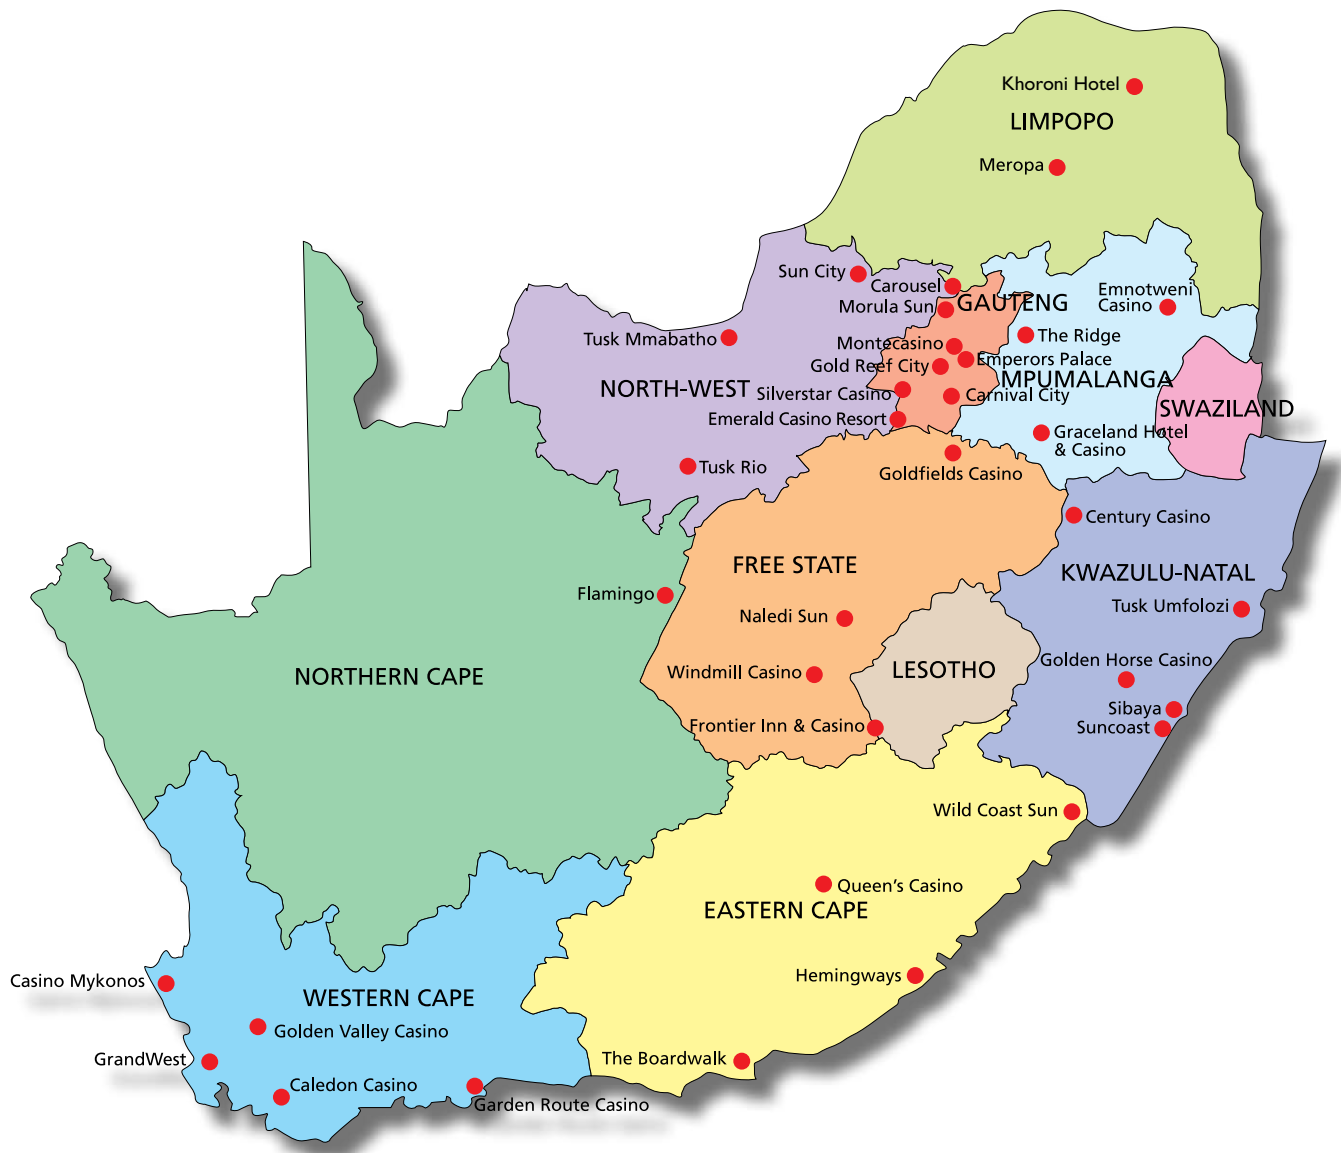 Khoroni Hotel
LIMPOPO
Meropa
Sun City
Carousel
Emnotweni
Casino
Morula Sun
GAUTENG
Tusk Mmabatho
The Ridge
Montecasino
Emperors Palace
Gold Reef City
MPUMALANGA
NORTH-WEST
Silverstar Casino
Carnival City
SWAZILAND
Emerald Casino Resort
Graceland Hotel
& Casino
Tusk Rio
Goldfields Casino
Century Casino
FREE STATE
KWAZULU-NATAL
Flamingo
Tusk Umfolozi
Naledi Sun
Golden Horse Casino
LESOTHO
Windmill Casino
NORTHERN CAPE
Sibaya
Frontier Inn & Casino
Suncoast
Wild Coast Sun
Queen's Casino
EASTERN CAPE
Hemingways
Casino Mykonos
WESTERN CAPE
Golden Valley Casino
GrandWest
The Boardwalk
Caledon Casino
Garden Route Casino